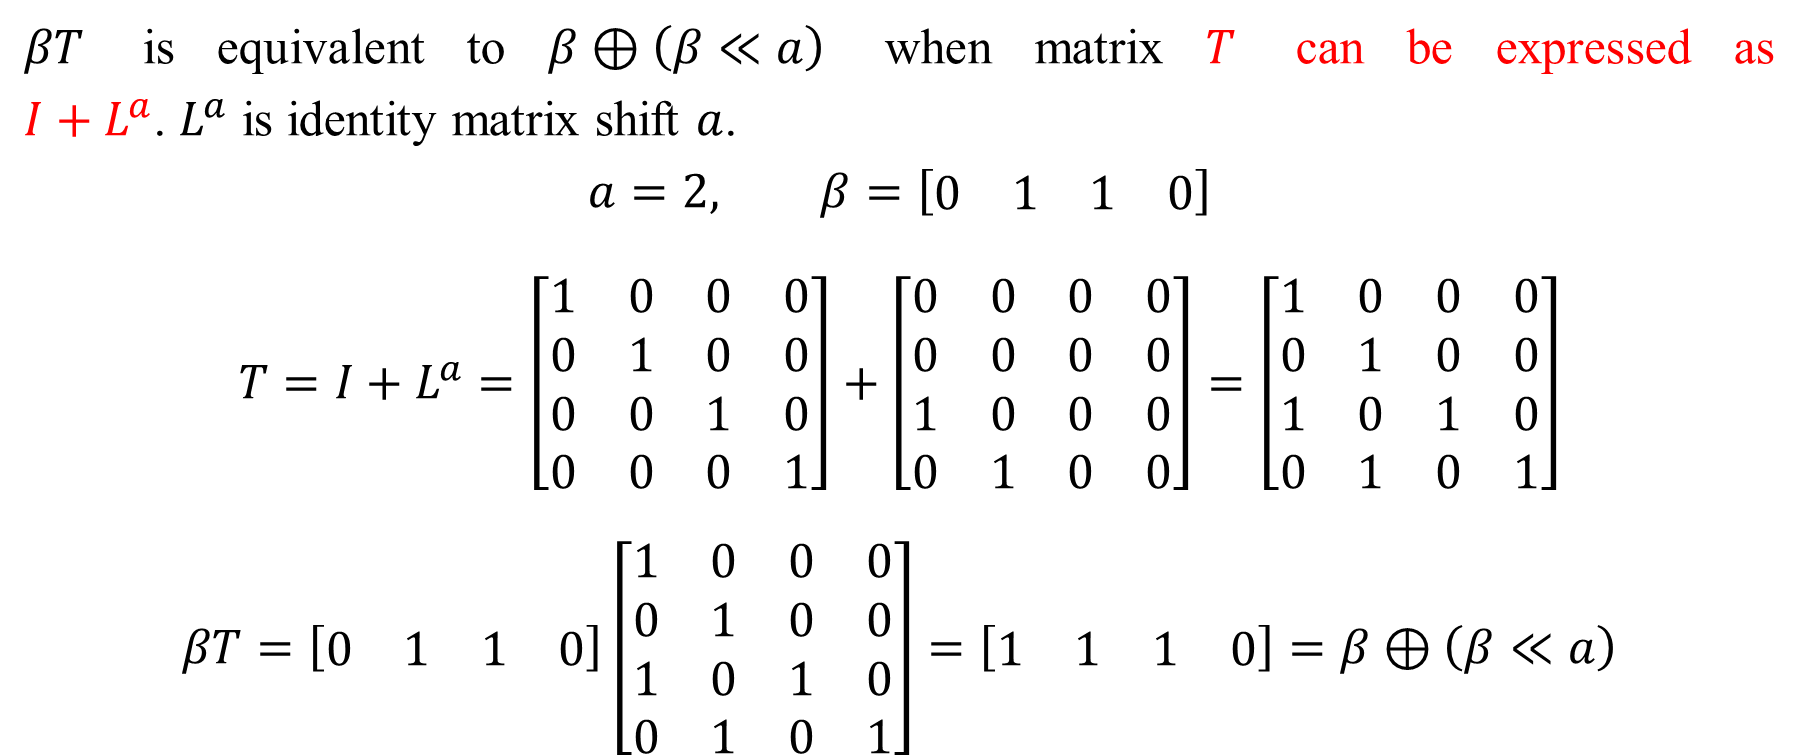 βT is equivalent to β ⊕ (β ≪ a) when matrix T can be expressed as
I + Lᵃ. Lᵃ is identity matrix shift a.
a = 2, β = [0 1 1 0]
T = I + Lᵃ = [1 0 0 0; 0 1 0 0; 0 0 1 0; 0 0 0 1] + [0 0 0 0; 0 0 0 0; 1 0 0 0; 0 1 0 0] = [1 0 0 0; 0 1 0 0; 1 0 1 0; 0 1 0 1]
βT = [0 1 1 0] [1 0 0 0; 0 1 0 0; 1 0 1 0; 0 1 0 1] = [1 1 1 0] = β ⊕ (β ≪ a)